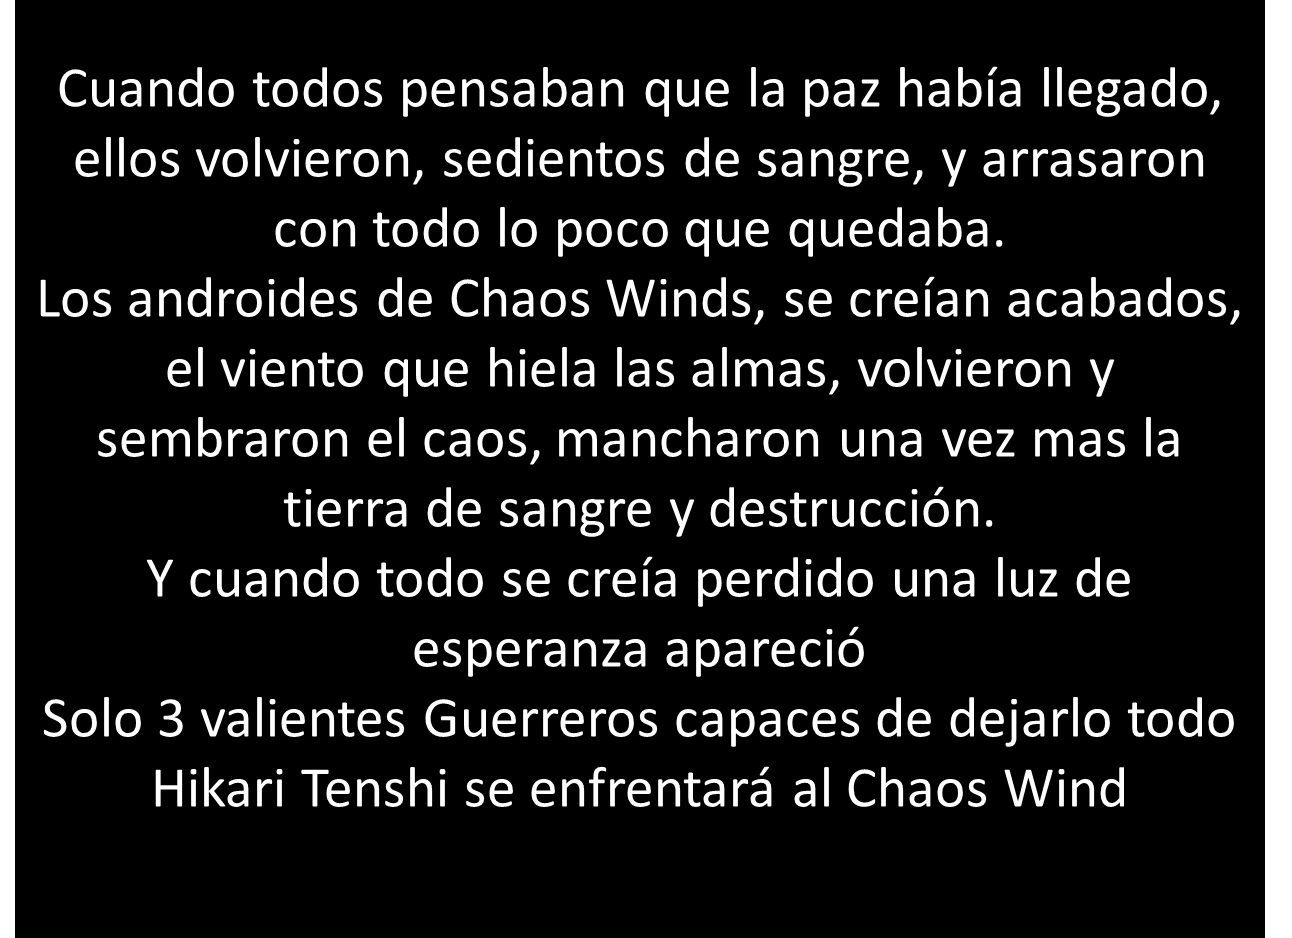 Cuando todos pensaban que la paz había llegado,
ellos volvieron, sedientos de sangre, y arrasaron
con todo lo poco que quedaba.
Los androides de Chaos Winds, se creían acabados,
el viento que hiela las almas, volvieron y
sembraron el caos, mancharon una vez mas la
tierra de sangre y destrucción.
Y cuando todo se creía perdido una luz de
esperanza apareció
Solo 3 valientes Guerreros capaces de dejarlo todo
Hikari Tenshi se enfrentará al Chaos Wind